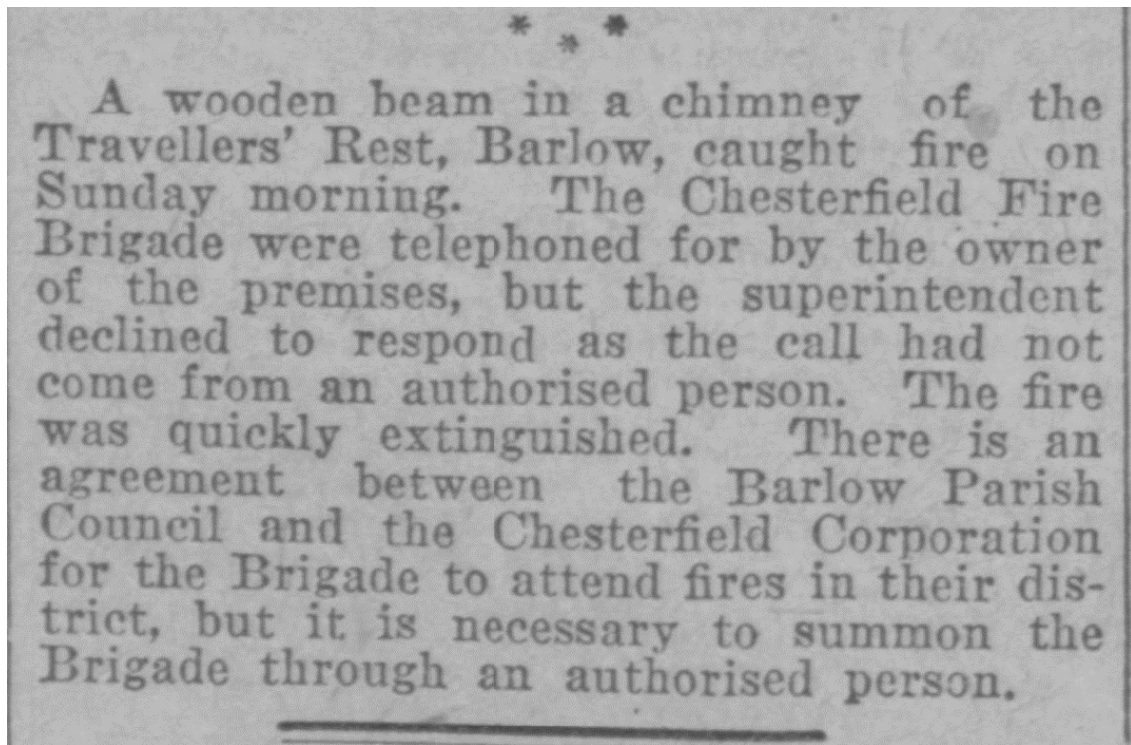 * * *
A wooden beam in a chimney of the
Travellers' Rest, Barlow, caught fire on
Sunday morning. The Chesterfield Fire
Brigade were telephoned for by the owner
of the premises, but the superintendent
declined to respond as the call had not
come from an authorised person. The fire
was quickly extinguished. There is an
agreement between the Barlow Parish
Council and the Chesterfield Corporation
for the Brigade to attend fires in their dis-
trict, but it is necessary to summon the
Brigade through an authorised person.